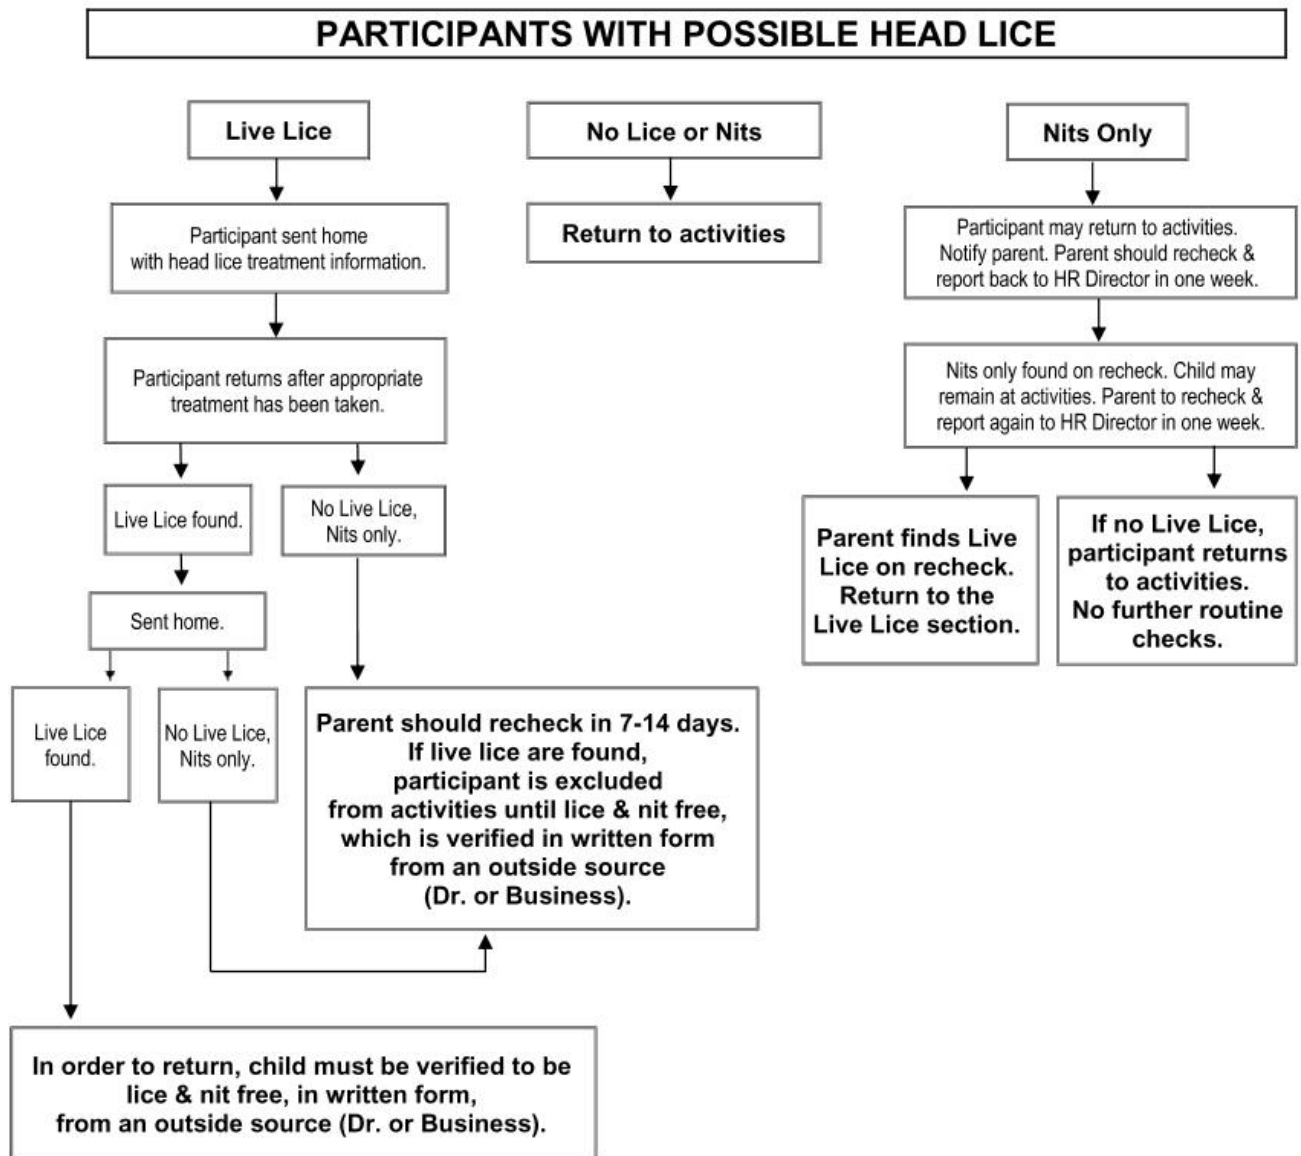 PARTICIPANTS WITH POSSIBLE HEAD LICE
Live Lice
Participant sent home
with head lice treatment information.
Participant returns after appropriate
treatment has been taken.
Live Lice found.
No Live Lice,
Nits only.
Sent home.
Live Lice
found.
No Live Lice,
Nits only.
Parent should recheck in 7-14 days.
If live lice are found,
participant is excluded
from activities until lice & nit free,
which is verified in written form
from an outside source
(Dr. or Business).
In order to return, child must be verified to be
lice & nit free, in written form,
from an outside source (Dr. or Business).
No Lice or Nits
Return to activities
Nits Only
Participant may return to activities.
Notify parent. Parent should recheck &
report back to HR Director in one week.
Nits only found on recheck. Child may
remain at activities. Parent to recheck &
report again to HR Director in one week.
Parent finds Live
Lice on recheck.
Return to the
Live Lice section.
If no Live Lice,
participant returns
to activities.
No further routine
checks.